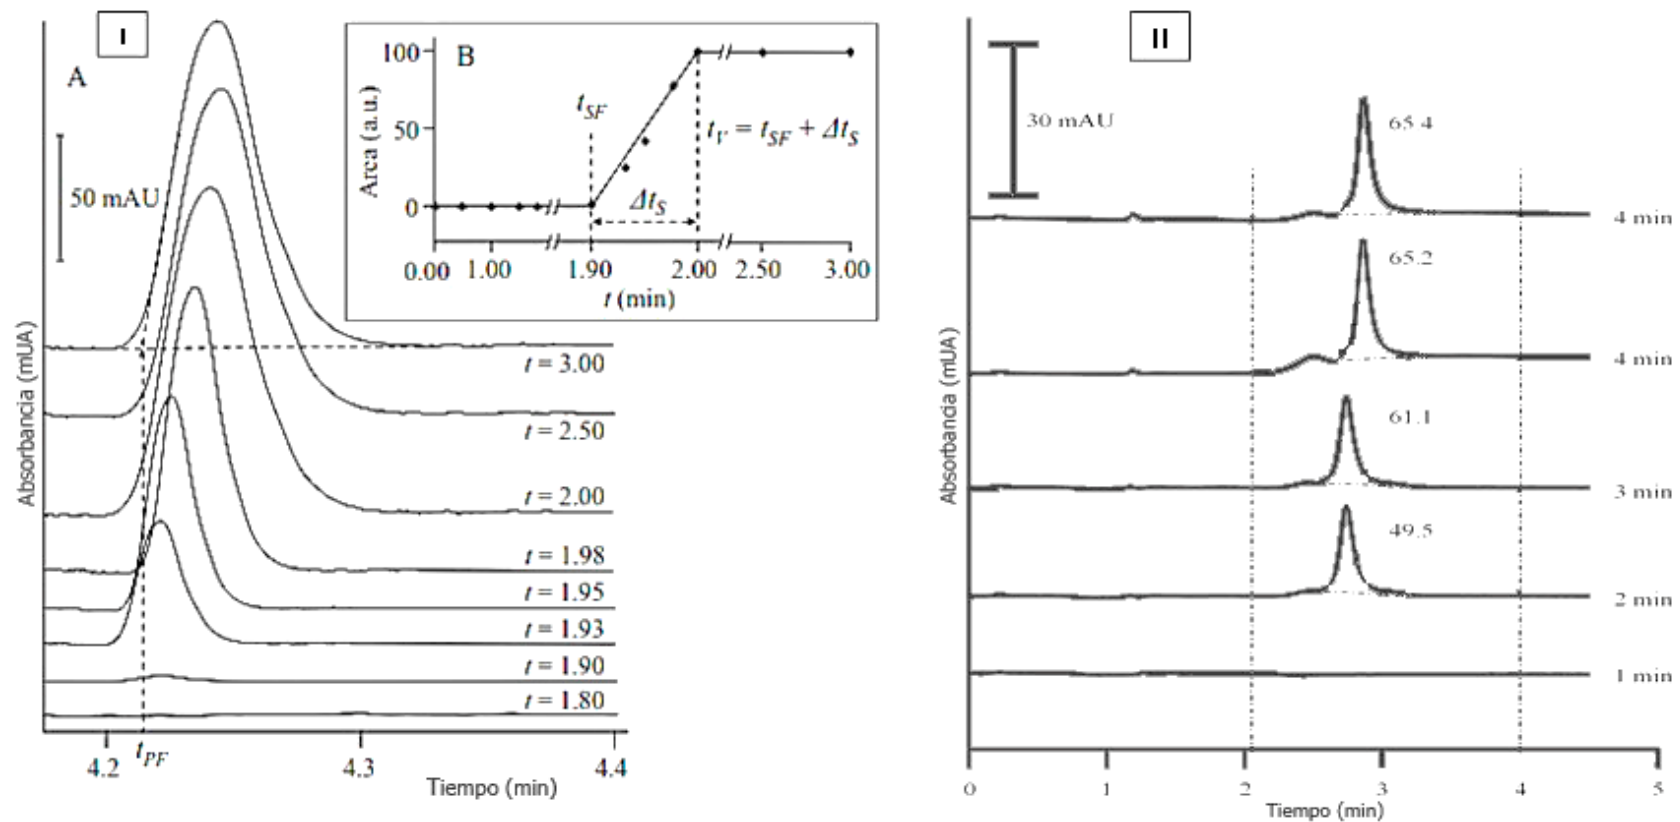 I
A
50 mAU
Absorbancia (mUA)
t = 3.00
t = 2.50
t = 2.00
t = 1.98
t = 1.95
t = 1.93
t = 1.90
t = 1.80
4.2
t_PF
4.3
4.4
Tiempo (min)
B
Area (a.u.)
100
50
0
t_SF
t_V = t_SF + Δt_S
Δt_S
0.00 1.00 1.90 2.00 2.50 3.00
t (min)
II
30 mAU
Absorbancia (mUA)
65.4
4 min
65.2
4 min
61.1
3 min
49.5
2 min
1 min
0 1 2 3 4 5
Tiempo (min)